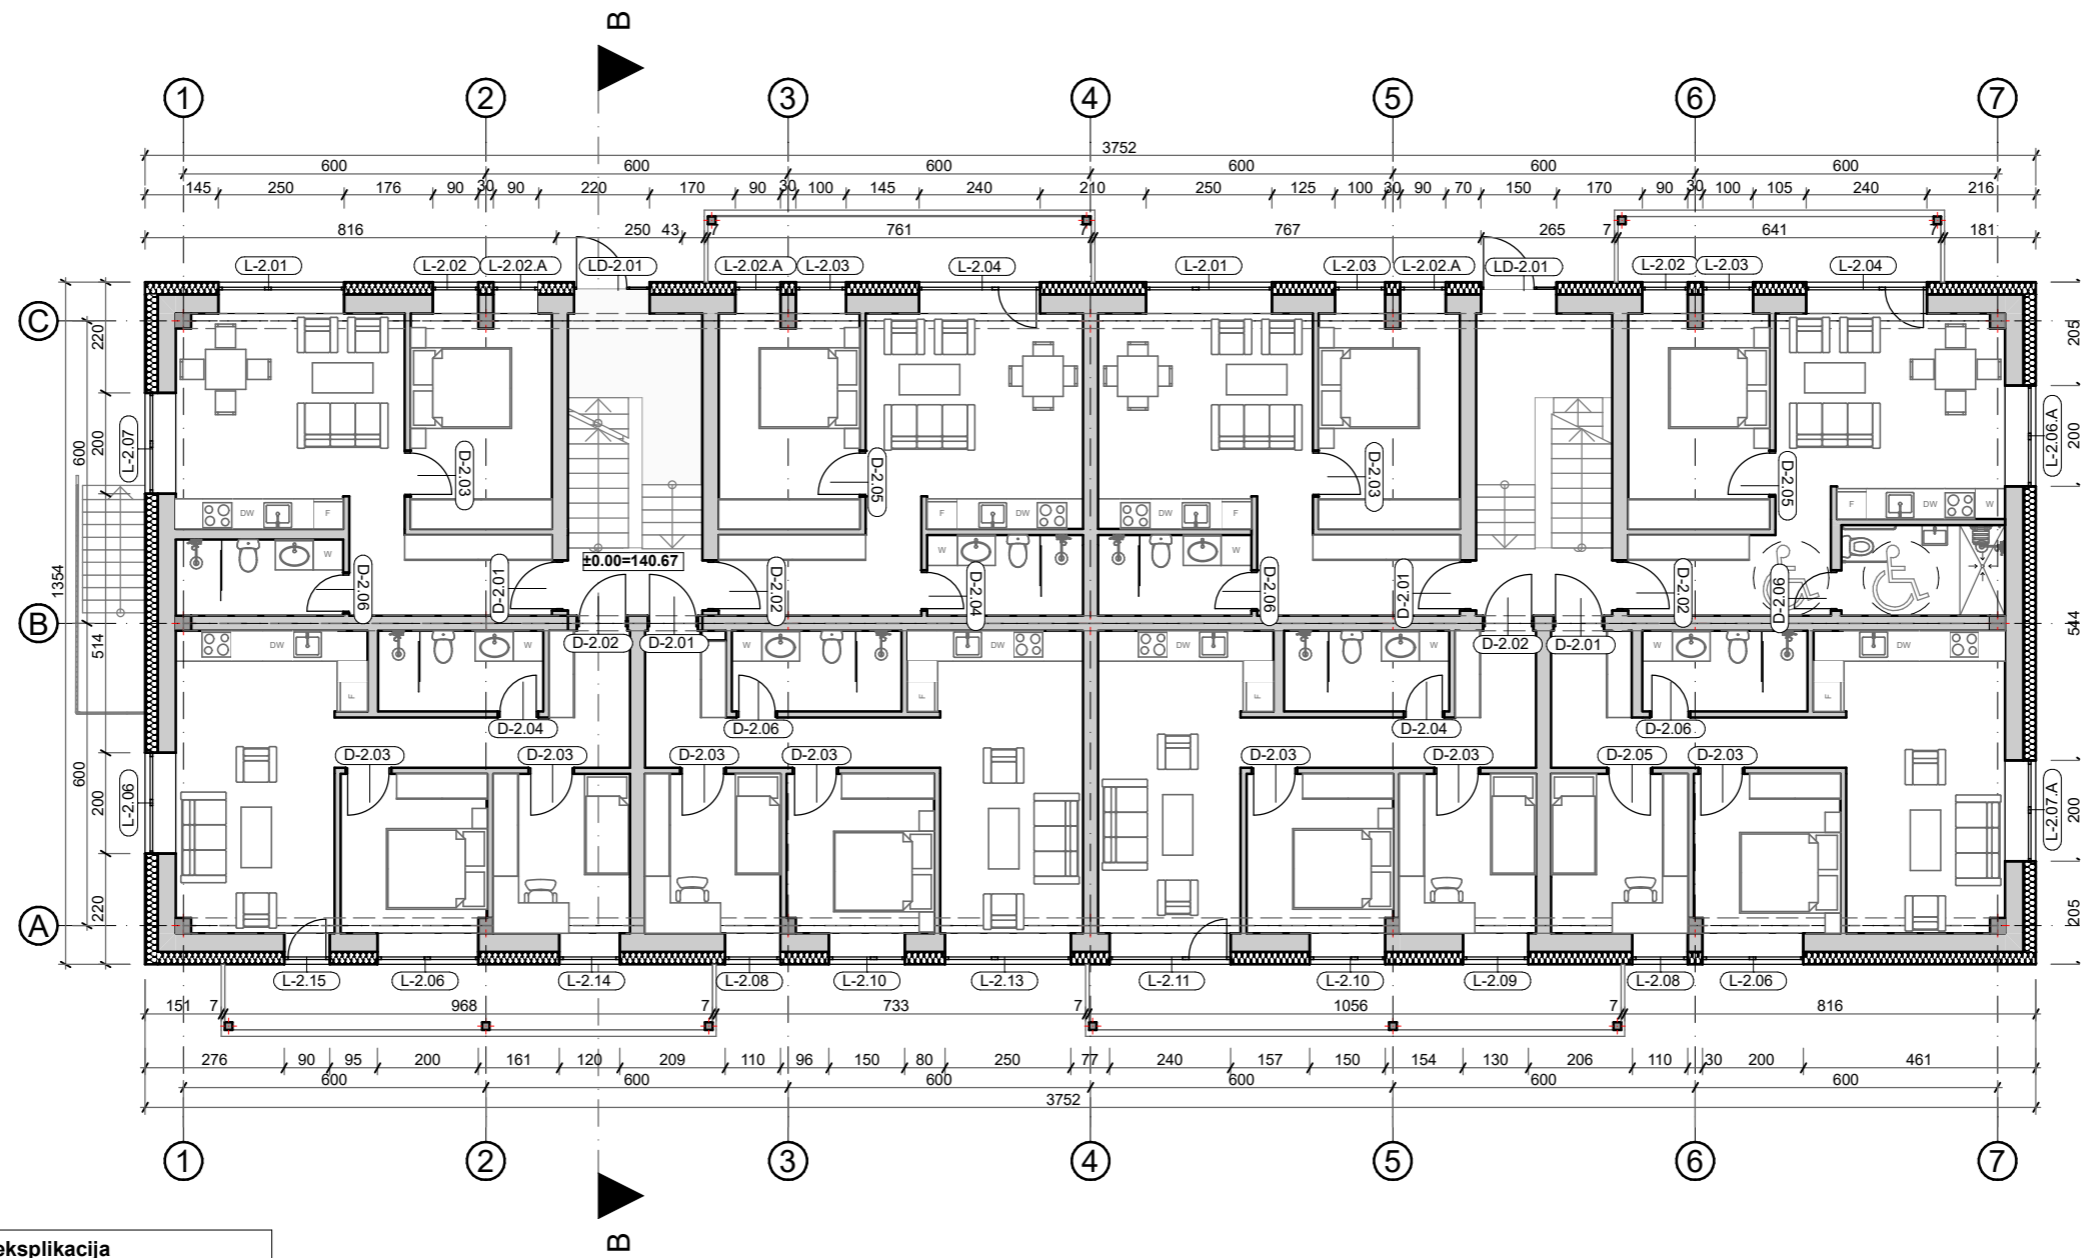 B
1 2 3 4 5 6 7
3752
600 600 600 600 600 600
145 250 176 90 30 90 220 170 90 30 100 145 240 210 250 125 100 30 90 70 150 170 90 30 100 105 240 216
816 250 43 7 761 7 767 265 7 641 7 181
L-2.01 L-2.02 L-2.02.A LD-2.01 L-2.02.A L-2.03 L-2.04 L-2.01 L-2.03 L-2.02.A LD-2.01 L-2.02 L-2.03 L-2.04
C
220 205
L-2.07 200 600 L-2.06.A 200
D-2.03 D-2.05 D-2.03 D-2.05
DW F F DW DW F F DW W
W W W
±0.00=140.67
D-2.06 D-2.01 D-2.02 D-2.04 D-2.06 D-2.01 D-2.02 D-2.06
1354
B
514 544
D-2.02 D-2.01 D-2.02 D-2.01
DW W W DW DW W W DW
F F F F
D-2.04 D-2.06 D-2.04 D-2.06
D-2.03 D-2.03 D-2.03 D-2.03 D-2.03 D-2.03 D-2.05 D-2.03
L-2.06 200 600 L-2.07.A 200
A
220 205
L-2.15 L-2.06 L-2.14 L-2.08 L-2.10 L-2.13 L-2.11 L-2.10 L-2.09 L-2.08 L-2.06
151 7 968 7 733 7 1056 7 816
276 90 95 200 161 120 209 110 96 150 80 250 77 240 157 150 154 130 206 110 30 200 461
600 600 600 600 600 600
3752
1 2 3 4 5 6 7
B
eksplikacija